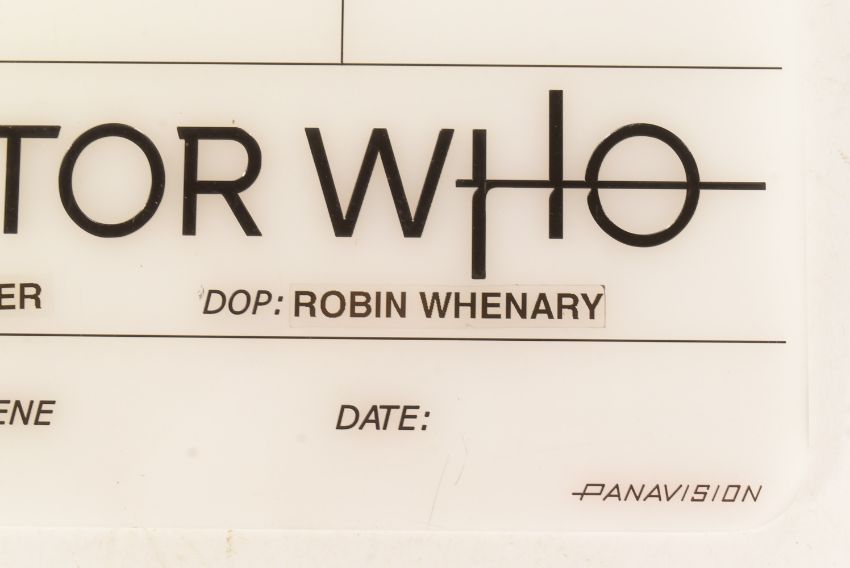 TOR WHO
ER DOP: ROBIN WHENARY
ENE DATE:
PANAVISION